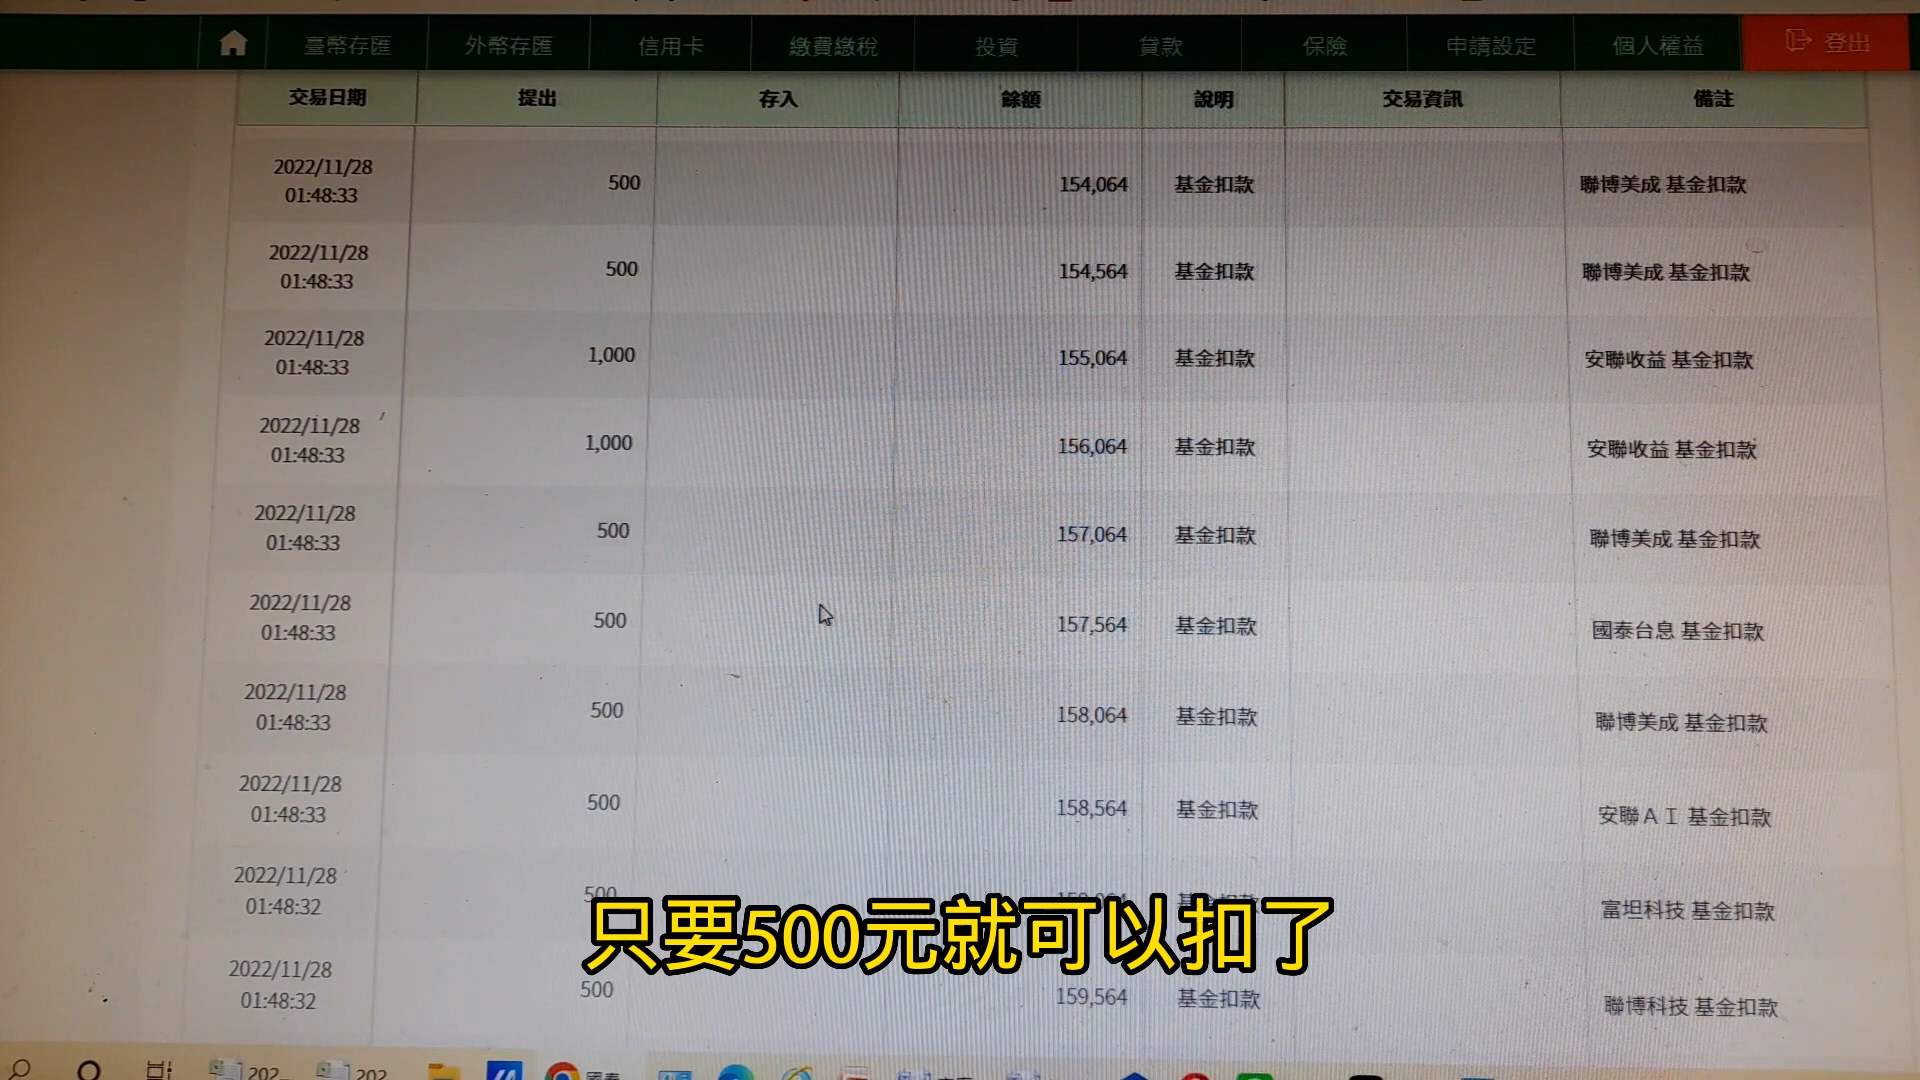 臺幣存匯 外幣存匯 信用卡 繳費繳稅 投資 貸款 保險 申請設定 個人權益 登出
交易日期 提出 存入 餘額 說明 交易資訊 備註
2022/11/28
01:48:33
500 154,064 基金扣款 聯博美成 基金扣款
2022/11/28
01:48:33
500 154,564 基金扣款 聯博美成 基金扣款
2022/11/28
01:48:33
1,000 155,064 基金扣款 安聯收益 基金扣款
2022/11/28
01:48:33
1,000 156,064 基金扣款 安聯收益 基金扣款
2022/11/28
01:48:33
500 157,064 基金扣款 聯博美成 基金扣款
2022/11/28
01:48:33
500 157,564 基金扣款 國泰台息 基金扣款
2022/11/28
01:48:33
500 158,064 基金扣款 聯博美成 基金扣款
2022/11/28
01:48:33
500 158,564 基金扣款 安聯ＡＩ 基金扣款
2022/11/28
01:48:32
500 富坦科技 基金扣款
只要500元就可以扣了
2022/11/28
01:48:32
500 159,564 基金扣款 聯博科技 基金扣款
202... 202